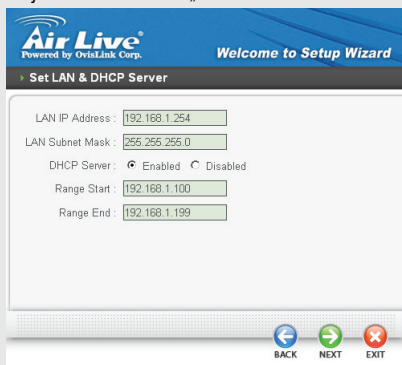 Air Live®
Powered by OvisLink Corp.
Welcome to Setup Wizard
Set LAN & DHCP Server
LAN IP Address : 192.168.1.254
LAN Subnet Mask : 255.255.255.0
DHCP Server : Enabled Disabled
Range Start : 192.168.1.100
Range End : 192.168.1.199
BACK NEXT EXIT